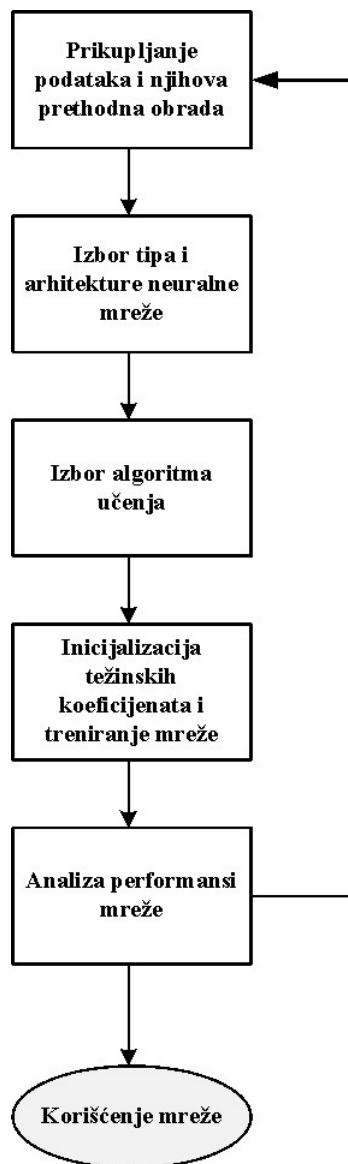 Prikupljanje
podataka i njihova
prethodna obrada
Izbor tipa i
arhitekture neuralne
mreže
Izbor algoritma
učenja
Inicijalizacija
težinskih
koeficijenata i
treniranje mreže
Analiza performansi
mreže
Korišćenje mreže